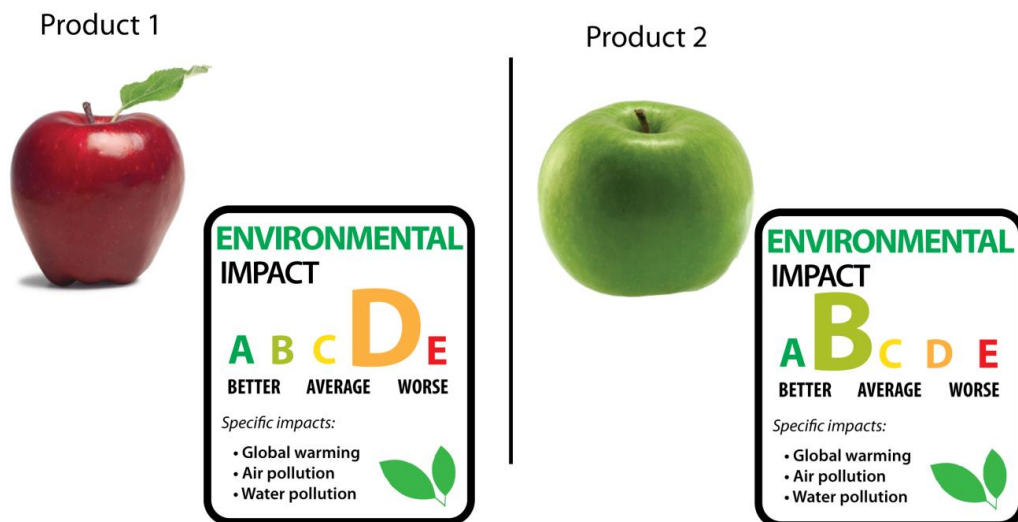 Product 1
ENVIRONMENTAL
IMPACT
A B C D E
BETTER AVERAGE WORSE
Specific impacts:
• Global warming
• Air pollution
• Water pollution
Product 2
ENVIRONMENTAL
IMPACT
A B C D E
BETTER AVERAGE WORSE
Specific impacts:
• Global warming
• Air pollution
• Water pollution